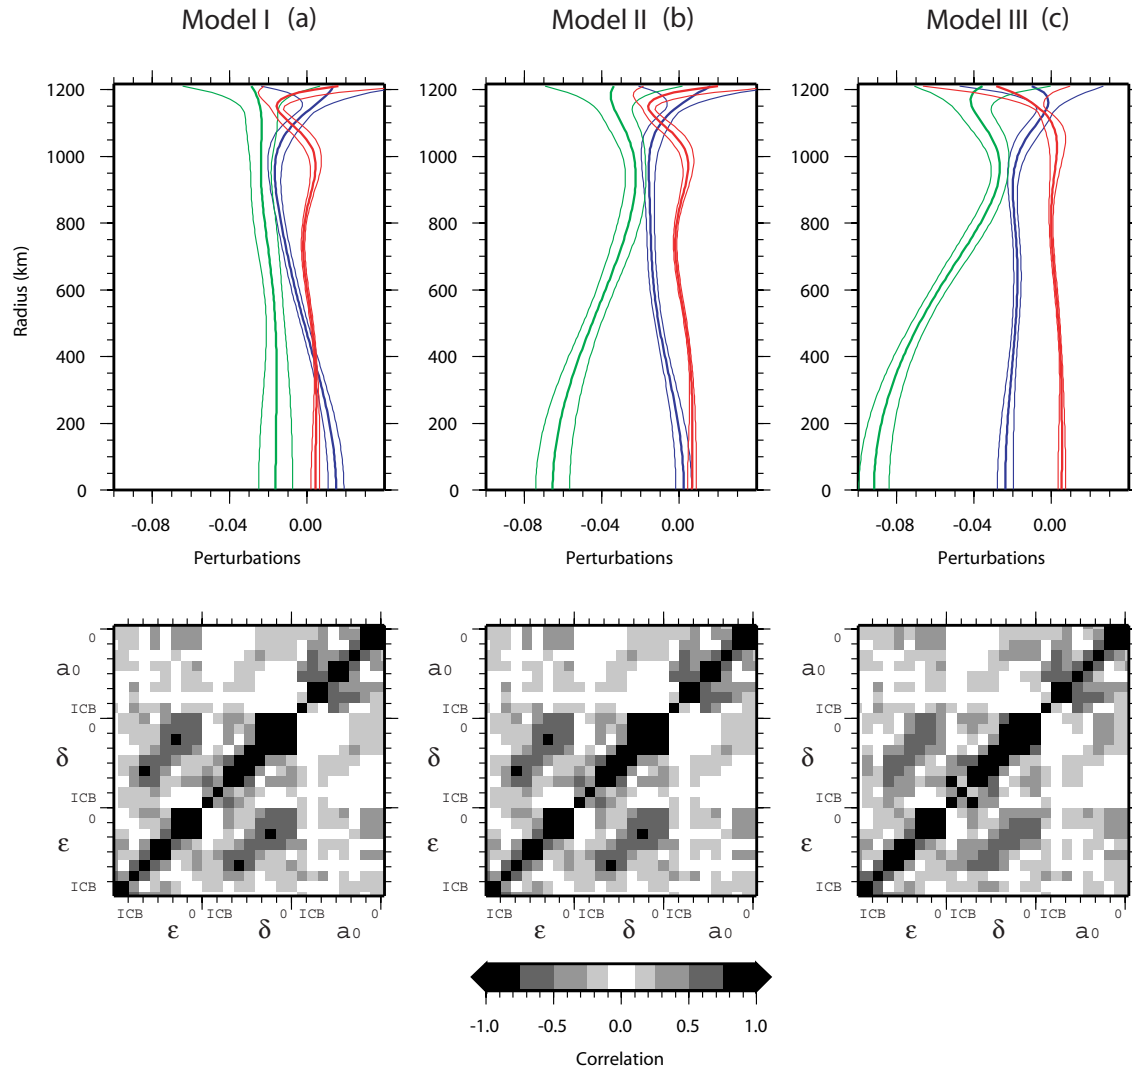 Model I (a)
Model II (b)
Model III (c)
1200
1000
800
600
400
200
0
Radius (km)
-0.08 -0.04 0.00
Perturbations
1200
1000
800
600
400
200
0
-0.08 -0.04 0.00
Perturbations
1200
1000
800
600
400
200
0
-0.08 -0.04 0.00
Perturbations
0
a0
ICB
0
δ
ICB
0
ε
ICB
ICB 0 ICB 0 ICB 0
ε δ a0
0
a0
ICB
0
δ
ICB
0
ε
ICB
ICB 0 ICB 0 ICB 0
ε δ a0
0
a0
ICB
0
δ
ICB
0
ε
ICB
ICB 0 ICB 0 ICB 0
ε δ a0
-1.0 -0.5 0.0 0.5 1.0
Correlation